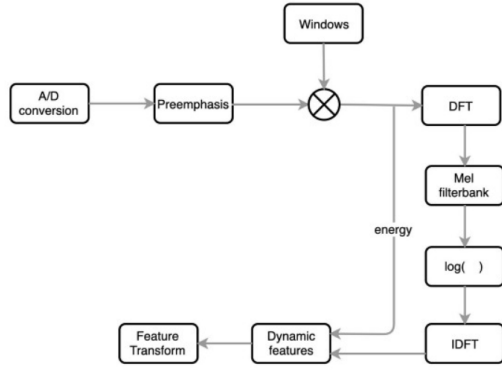 Windows
A/D
conversion
Preemphasis
DFT
Mel
filterbank
energy
log( )
Feature
Transform
Dynamic
features
IDFT